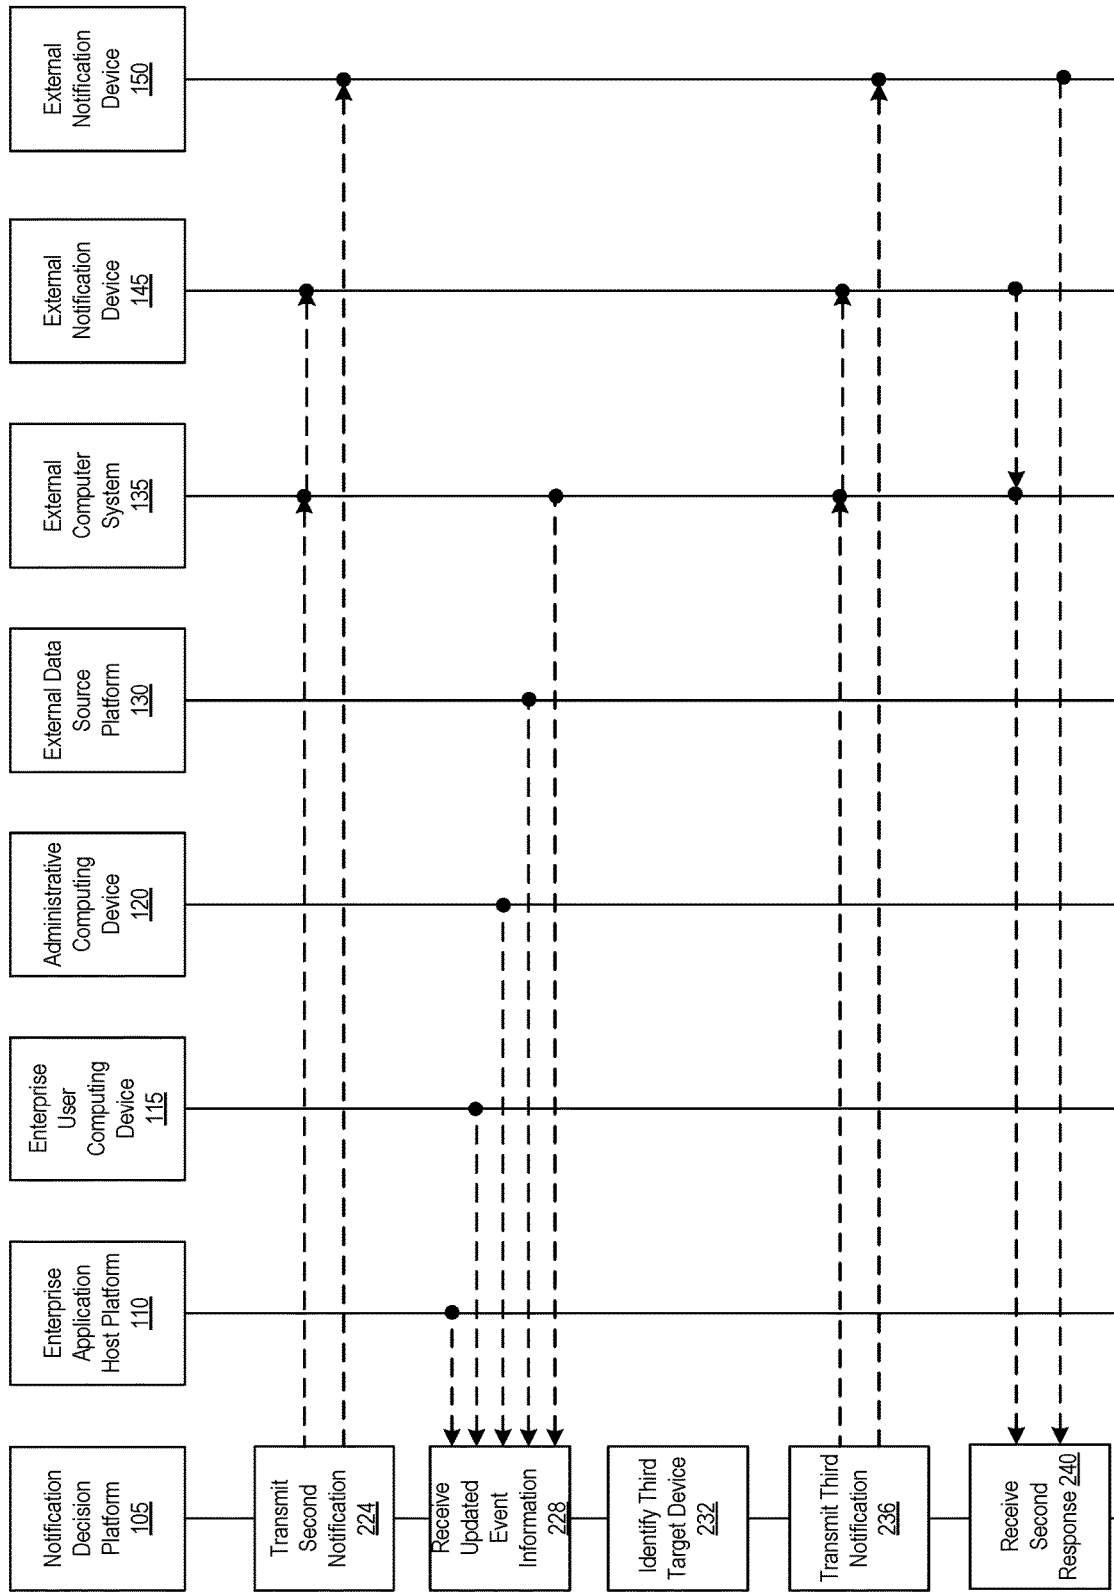 Notification
Decision
Platform
105
Enterprise
Application
Host Platform
110
Enterprise
User
Computing
Device
115
Administrative
Computing
Device
120
External Data
Source
Platform
130
External
Computer
System
135
External
Notification
Device
145
External
Notification
Device
150
Transmit
Second
Notification
224
Receive
Updated
Event
Information
228
Identify Third
Target Device
232
Transmit Third
Notification
236
Receive
Second
Response 240